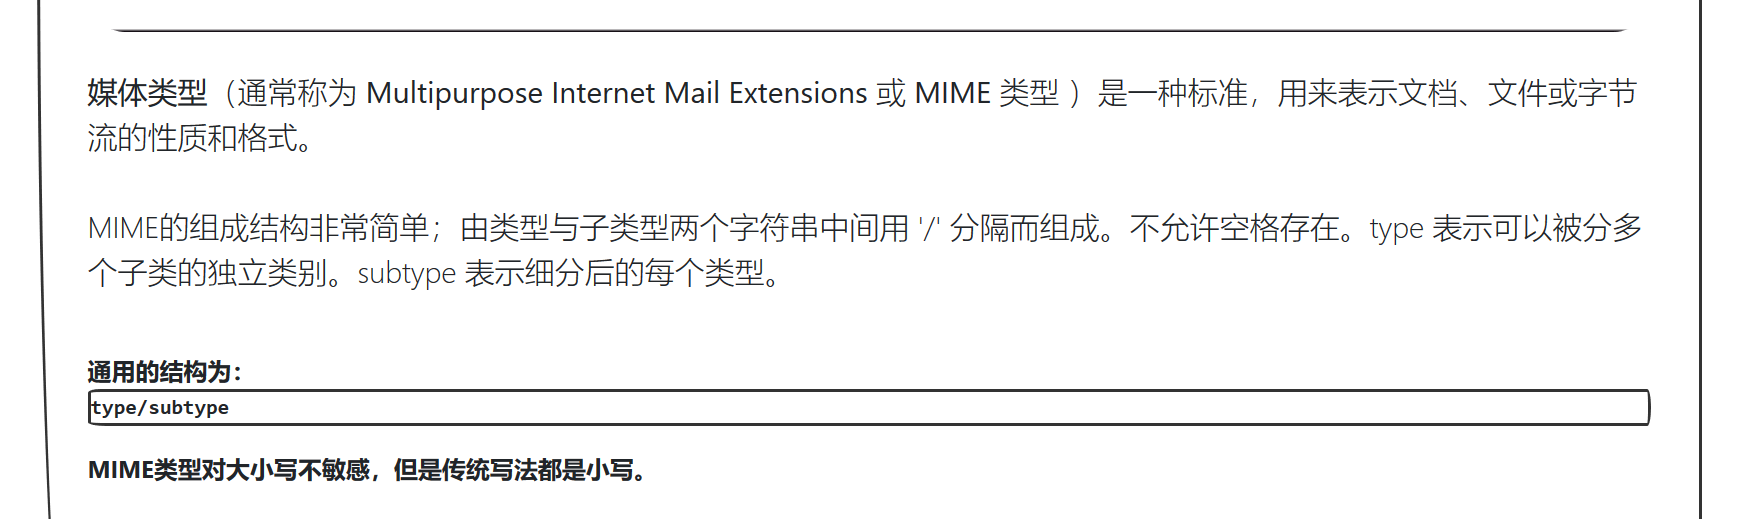 媒体类型（通常称为 Multipurpose Internet Mail Extensions 或 MIME 类型 ）是一种标准，用来表示文档、文件或字节
流的性质和格式。
MIME的组成结构非常简单；由类型与子类型两个字符串中间用 '/' 分隔而组成。不允许空格存在。type 表示可以被分多
个子类的独立类别。subtype 表示细分后的每个类型。
通用的结构为：
type/subtype
MIME类型对大小写不敏感，但是传统写法都是小写。